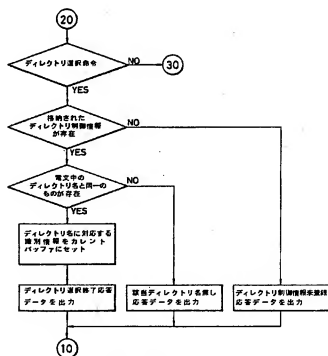 20
ディレクトリ選択命令
NO
30
YES
格納された
ディレクトリ制御情報
が存在
NO
YES
電文中の
ディレクトリ名と同一の
ものが存在
NO
YES
ディレクトリ名に対応する
識別情報をカレント
バッファにセット
ディレクトリ選択終了応答
データを出力
該当ディレクトリ名無し
応答データを出力
ディレクトリ制御情報未登録
応答データを出力
10